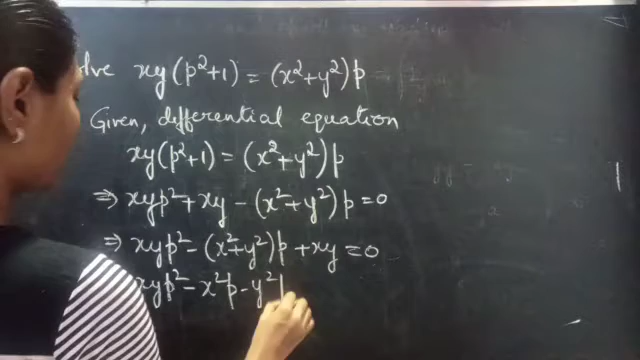 lve xy(p²+1) = (x²+y²)p
Given, differential equation
xy(p²+1) = (x²+y²)p
⇒ xyp² + xy - (x²+y²)p = 0
⇒ xyp² - (x²+y²)p + xy = 0
xyp² - x²p - y²